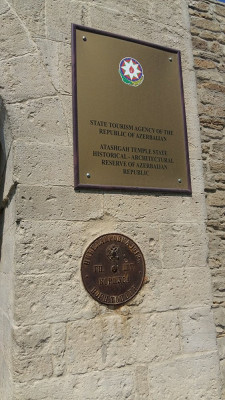 STATE TOURISM AGENCY OF THE
REPUBLIC OF AZERBAIJAN
ATASHGAH TEMPLE STATE
HISTORICAL-ARCHITECTURAL
RESERVE OF AZERBAIJAN
REPUBLIC